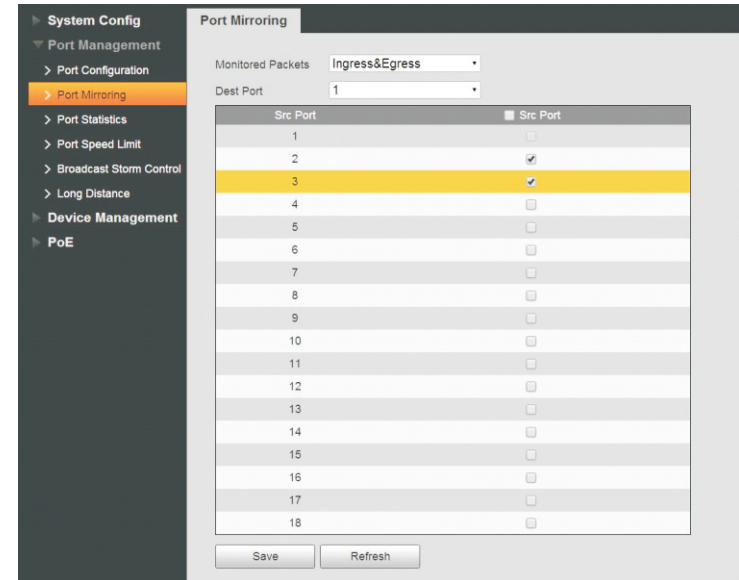 System Config
Port Management
Port Configuration
Port Mirroring
Port Statistics
Port Speed Limit
Broadcast Storm Control
Long Distance
Device Management
PoE
Port Mirroring
Monitored Packets Ingress&Egress
Dest Port 1
Src Port Src Port
1
2
3
4
5
6
7
8
9
10
11
12
13
14
15
16
17
18
Save Refresh